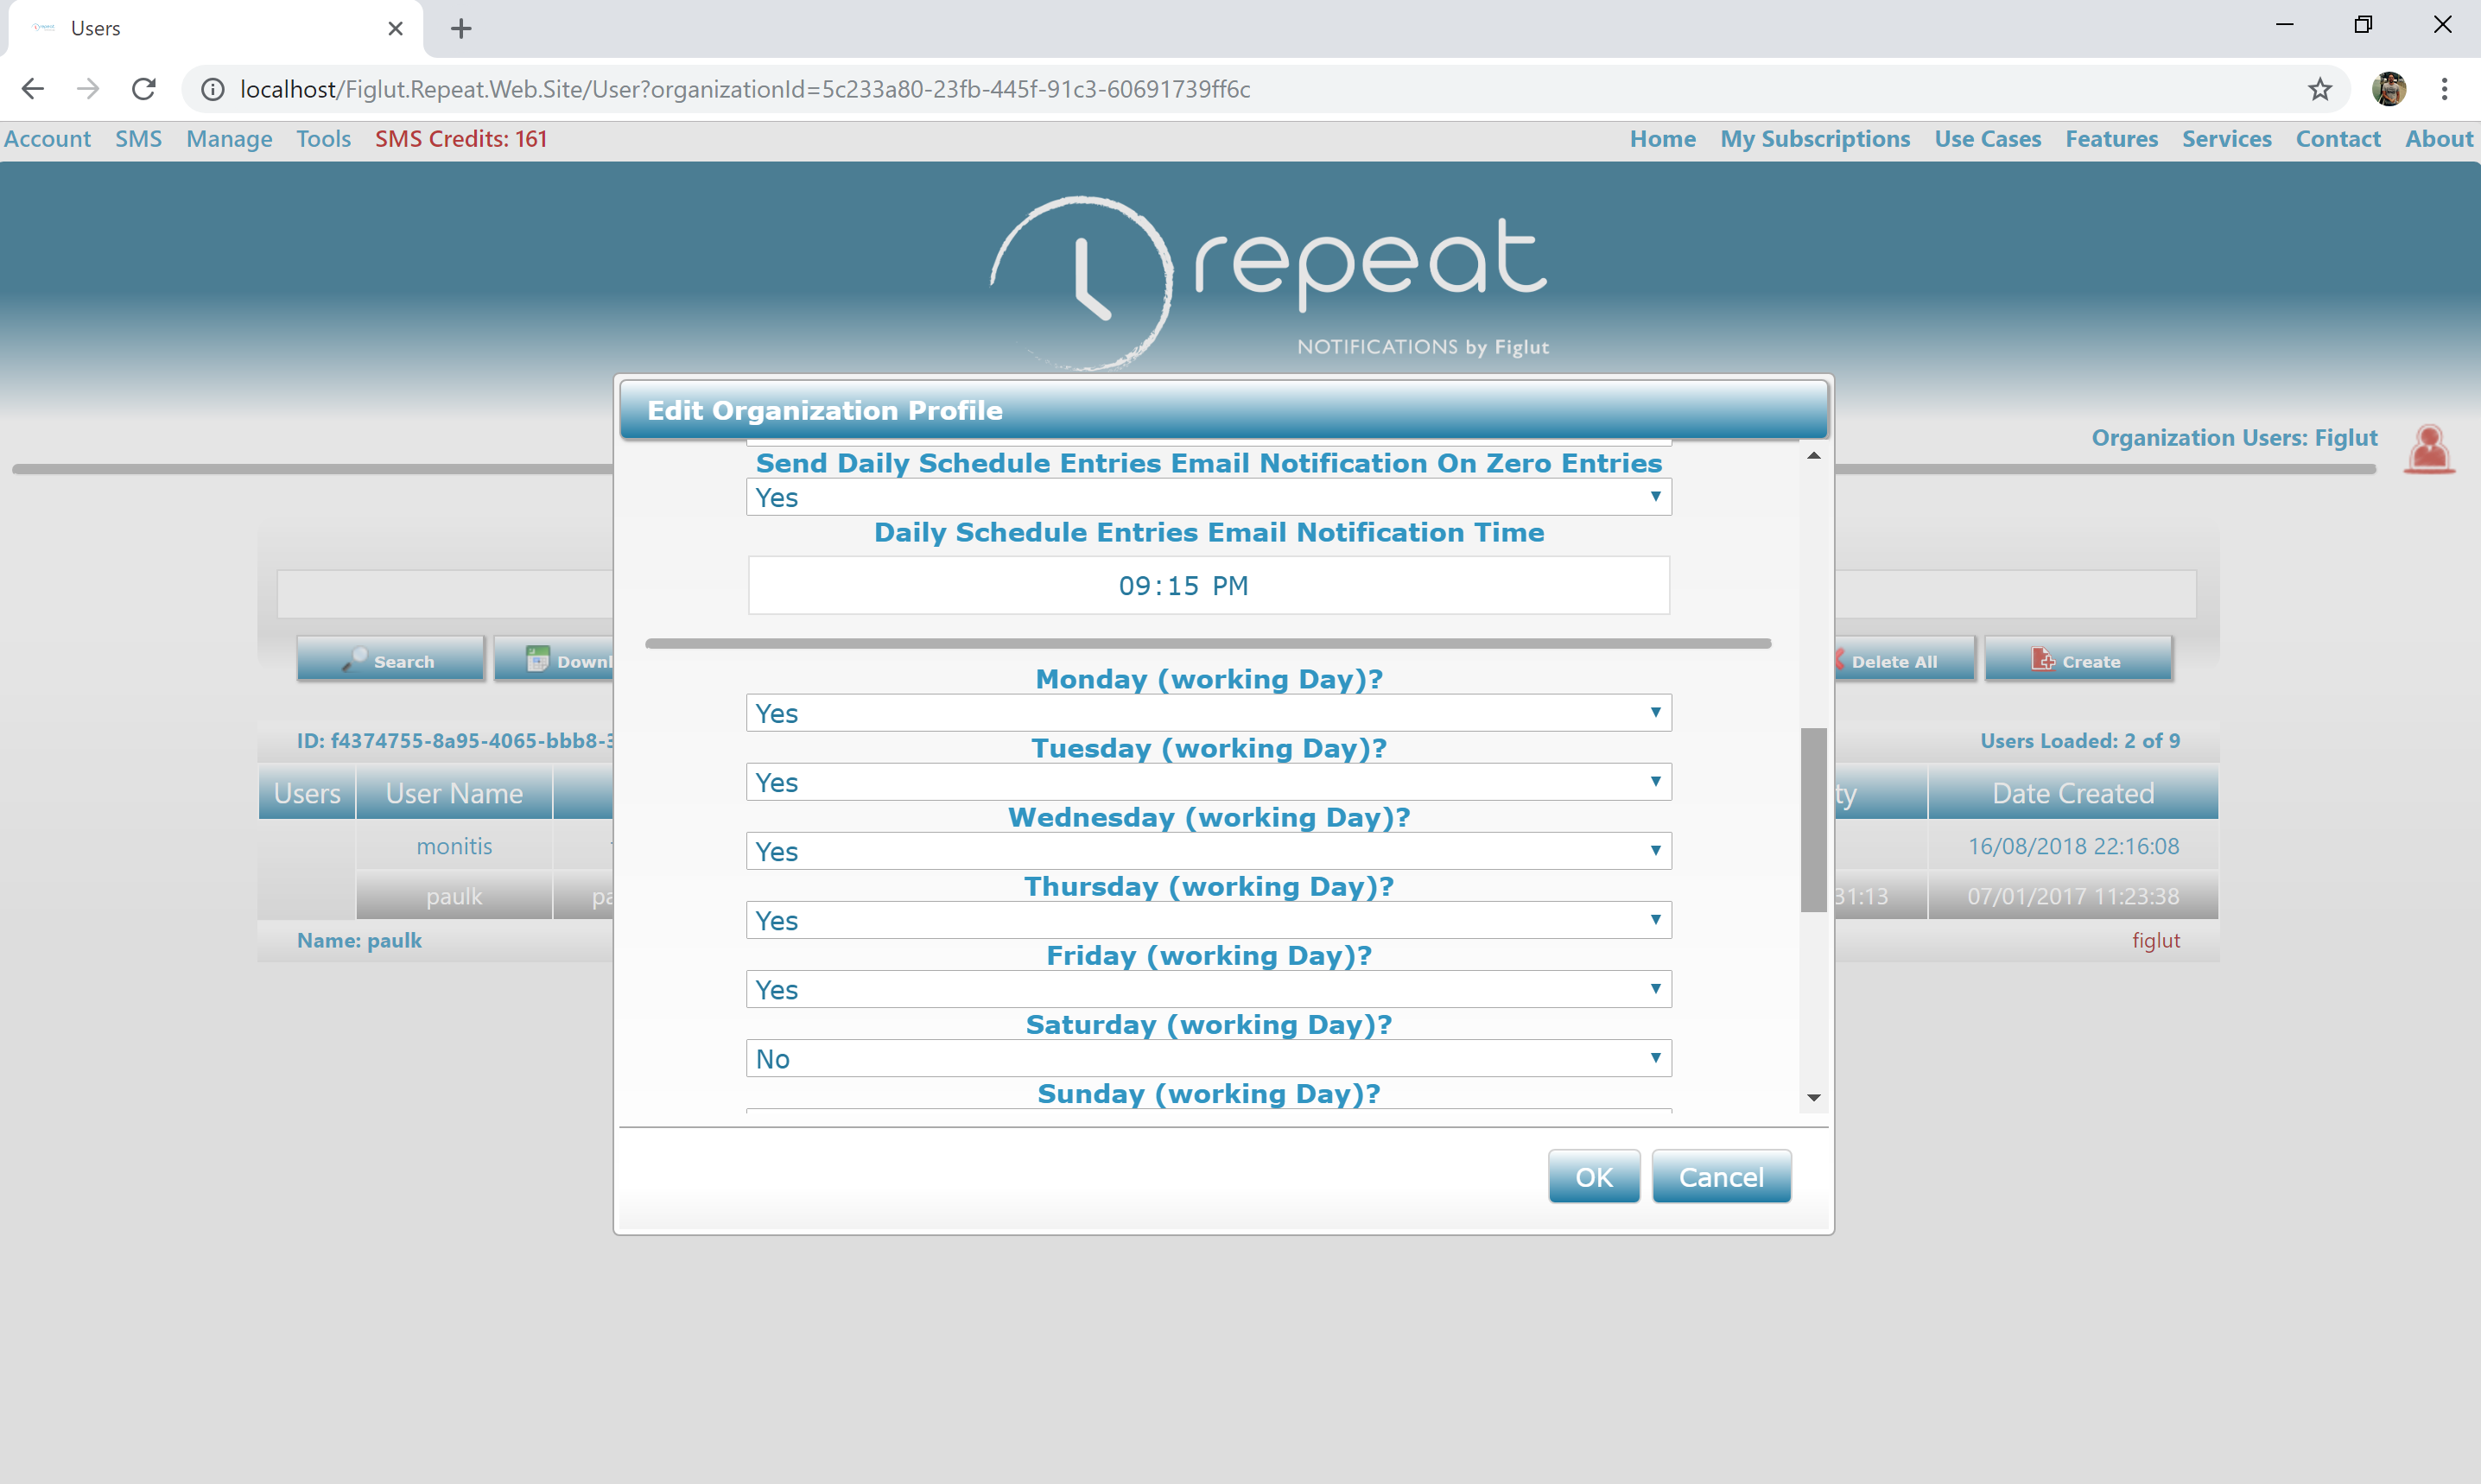 Users
localhost/Figlut.Repeat.Web.Site/User?organizationId=5c233a80-23fb-445f-91c3-60691739ff6c
Account SMS Manage Tools SMS Credits: 161 Home My Subscriptions Use Cases Features Services Contact About
repeat
NOTIFICATIONS by Figlut
Edit Organization Profile
Organization Users: Figlut
Send Daily Schedule Entries Email Notification On Zero Entries
Yes
Daily Schedule Entries Email Notification Time
09:15 PM
Search Downl Delete All Create
Monday (working Day)?
Yes
ID: f4374755-8a95-4065-bbb8-3 Users Loaded: 2 of 9
Tuesday (working Day)?
Yes
Users User Name ty Date Created
Wednesday (working Day)?
Yes
monitis 16/08/2018 22:16:08
Thursday (working Day)?
paulk pa 31:13 07/01/2017 11:23:38
Yes
Name: paulk figlut
Friday (working Day)?
Yes
Saturday (working Day)?
No
Sunday (working Day)?
OK Cancel